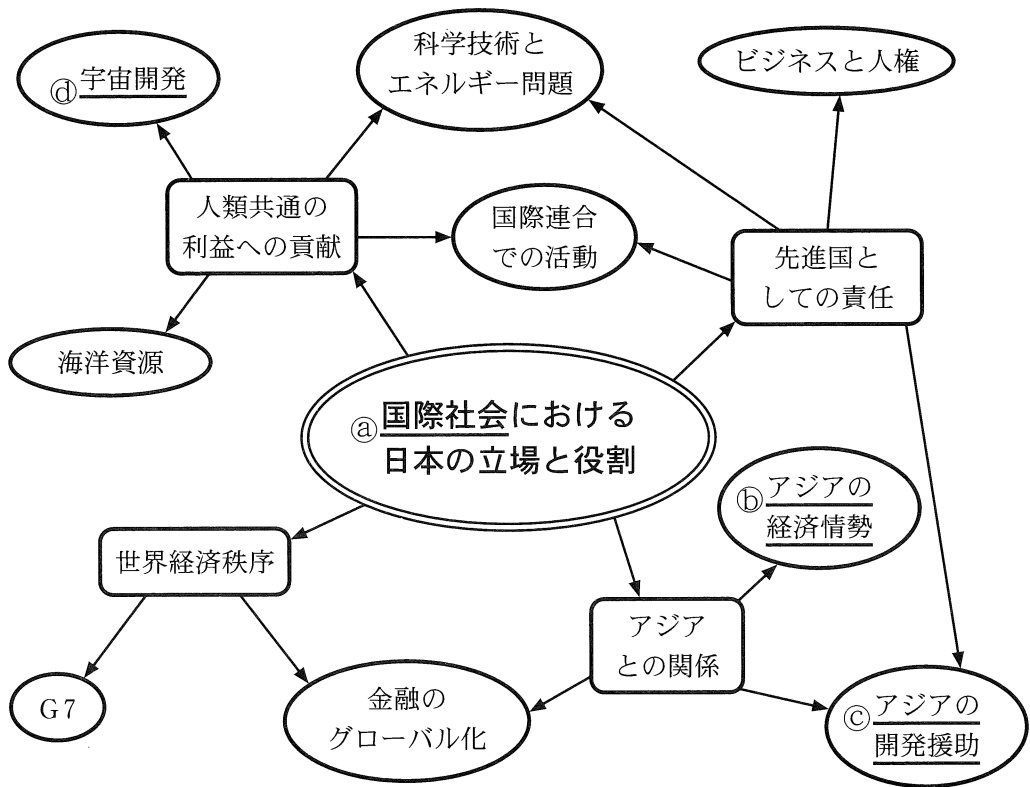 ⓓ宇宙開発
科学技術と
エネルギー問題
ビジネスと人権
人類共通の
利益への貢献
国際連合
での活動
先進国と
しての責任
海洋資源
ⓐ国際社会における
日本の立場と役割
ⓑアジアの
経済情勢
世界経済秩序
アジア
との関係
G7
金融の
グローバル化
ⓒアジアの
開発援助